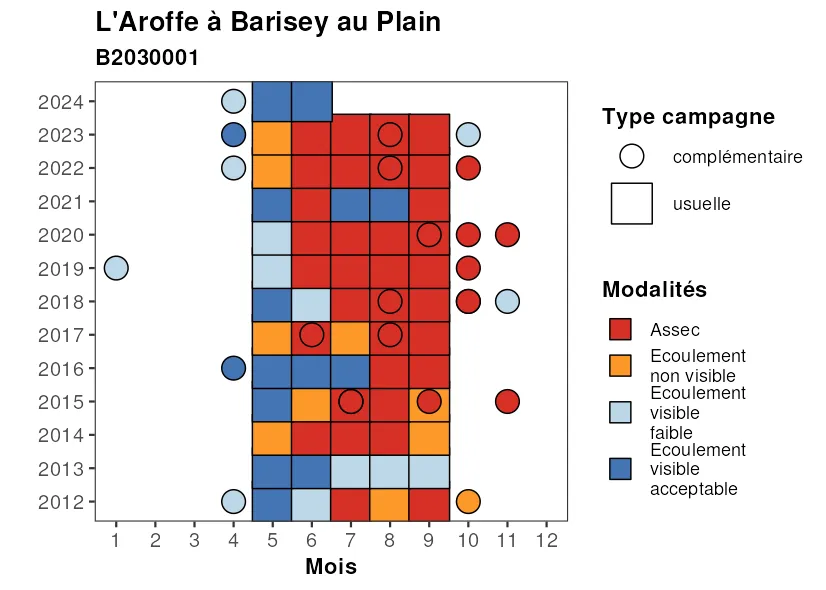 L'Aroffe à Barisey au Plain
B2030001
2024
2023
2022
2021
2020
2019
2018
2017
2016
2015
2014
2013
2012
1 2 3 4 5 6 7 8 9 10 11 12
Mois
Type campagne
complémentaire
usuelle
Modalités
Assec
Ecoulement
non visible
Ecoulement
visible
faible
Ecoulement
visible
acceptable